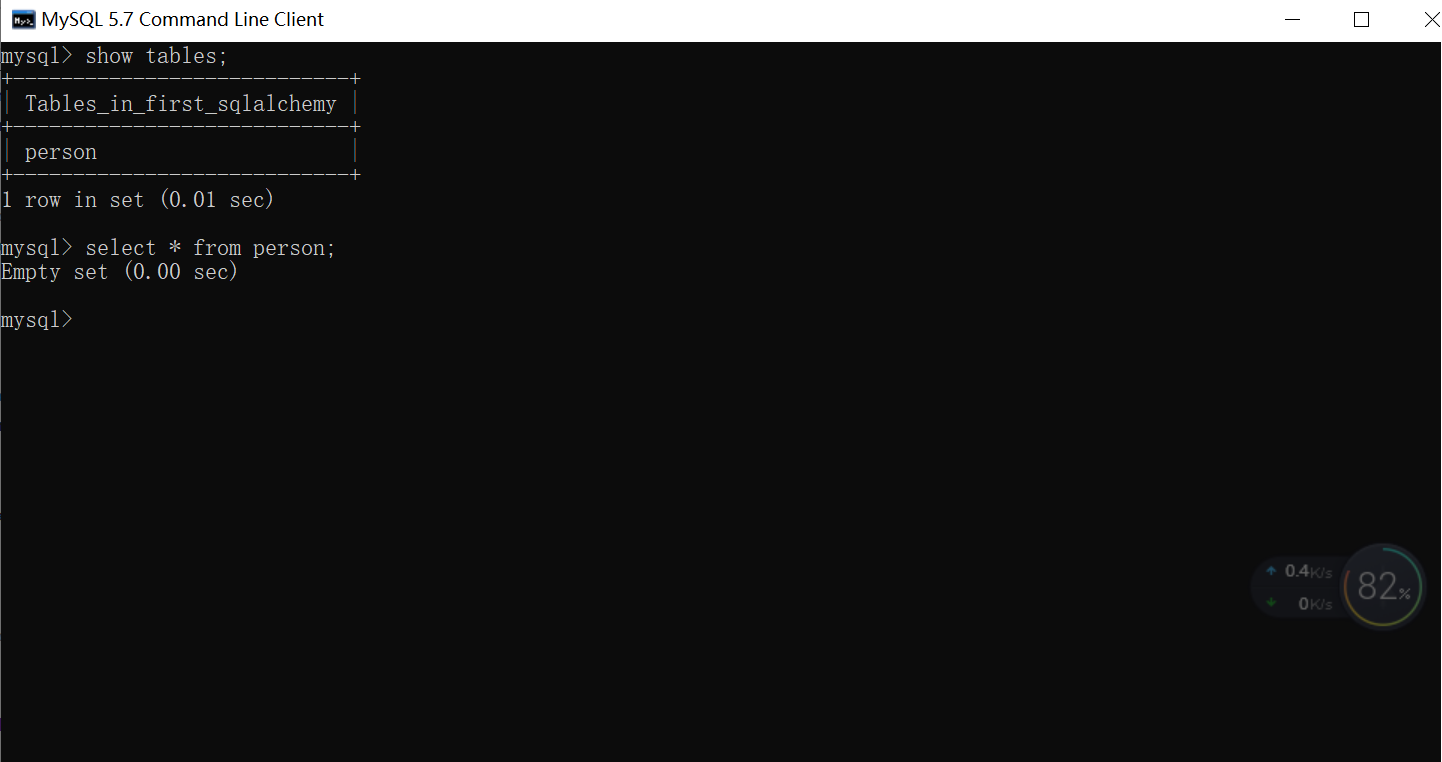 MySQL 5.7 Command Line Client
mysql> show tables;
+----------------------------+
| Tables_in_first_sqlalchemy |
+----------------------------+
| person                     |
+----------------------------+
1 row in set (0.01 sec)
mysql> select * from person;
Empty set (0.00 sec)
mysql>
0.4K/s
0K/s
82%